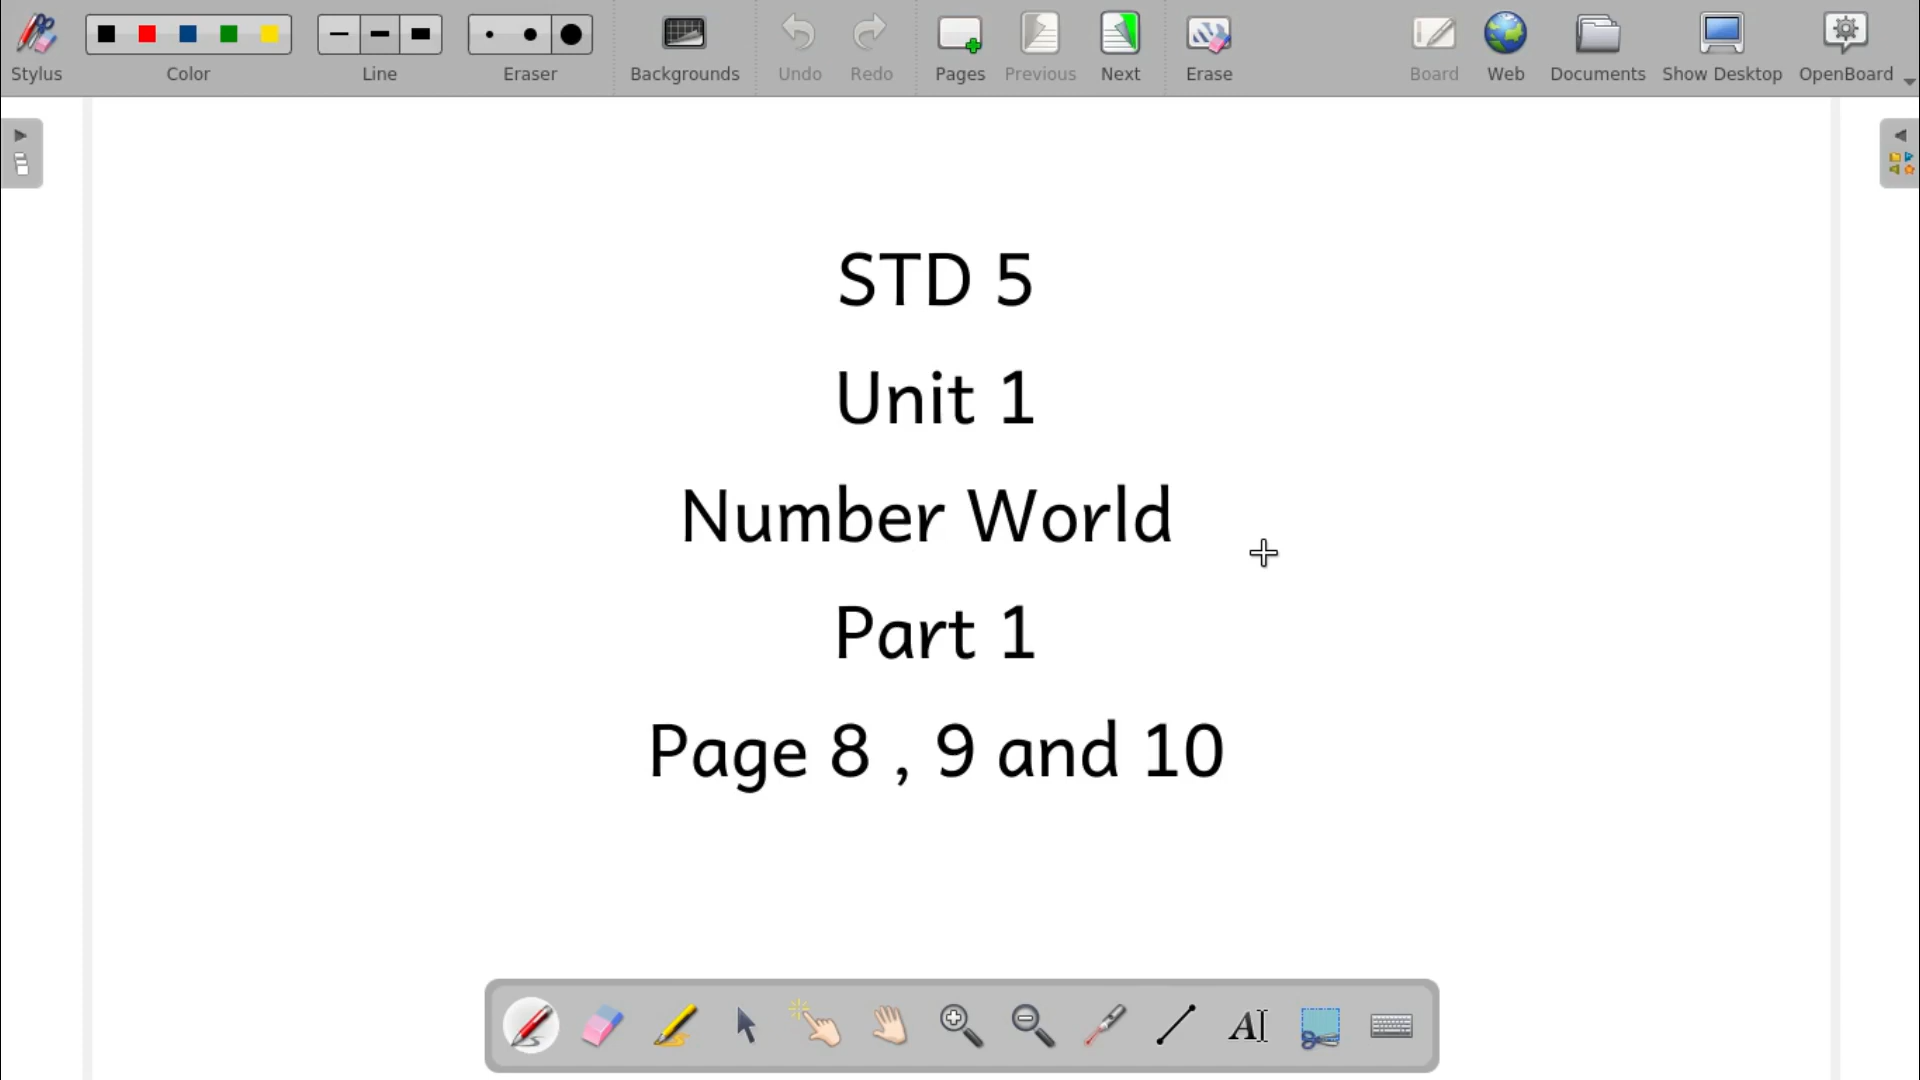 Stylus Color Line Eraser Backgrounds Undo Redo Pages Previous Next Erase Board Web Documents Show Desktop OpenBoard
STD 5
Unit 1
Number World
Part 1
Page 8 , 9 and 10
AI